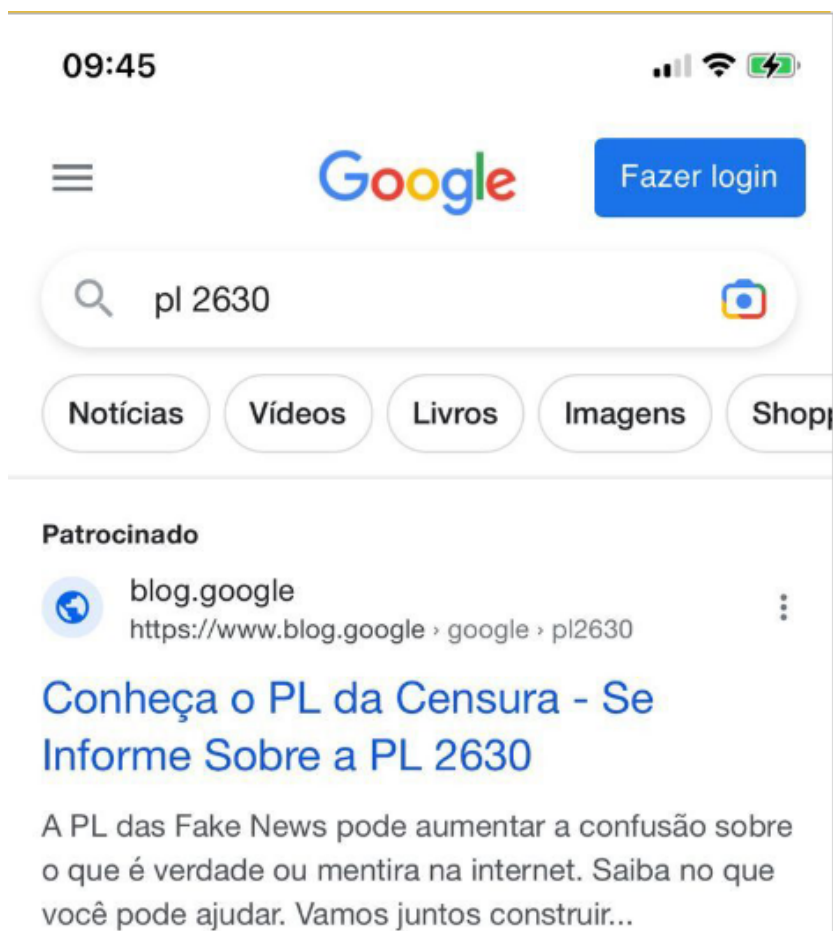 09:45
Google
Fazer login
pl 2630
Notícias Vídeos Livros Imagens Shopp
Patrocinado
blog.google
https://www.blog.google › google › pl2630
Conheça o PL da Censura - Se
Informe Sobre a PL 2630
A PL das Fake News pode aumentar a confusão sobre
o que é verdade ou mentira na internet. Saiba no que
você pode ajudar. Vamos juntos construir...